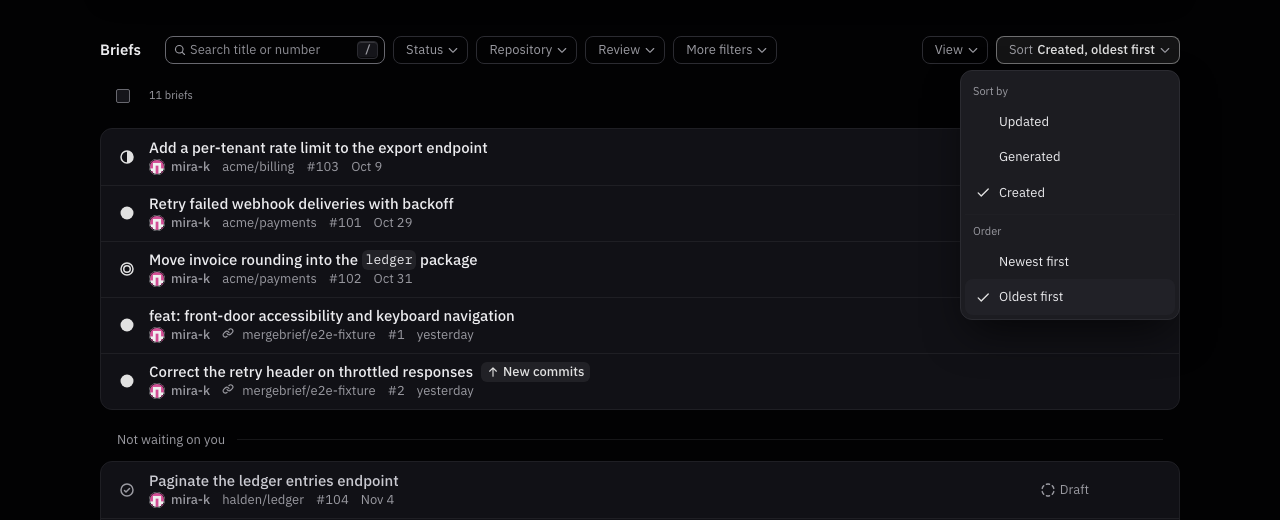 Briefs
Search title or number /
Status
Repository
Review
More filters
View
Sort Created, oldest first
11 briefs
Sort by
Updated
Generated
Created
Order
Newest first
Oldest first
Add a per-tenant rate limit to the export endpoint
mira-k acme/billing #103 Oct 9
Retry failed webhook deliveries with backoff
mira-k acme/payments #101 Oct 29
Move invoice rounding into the ledger package
mira-k acme/payments #102 Oct 31
feat: front-door accessibility and keyboard navigation
mira-k mergebrief/e2e-fixture #1 yesterday
Correct the retry header on throttled responses ↑ New commits
mira-k mergebrief/e2e-fixture #2 yesterday
Not waiting on you
Paginate the ledger entries endpoint
mira-k halden/ledger #104 Nov 4
Draft